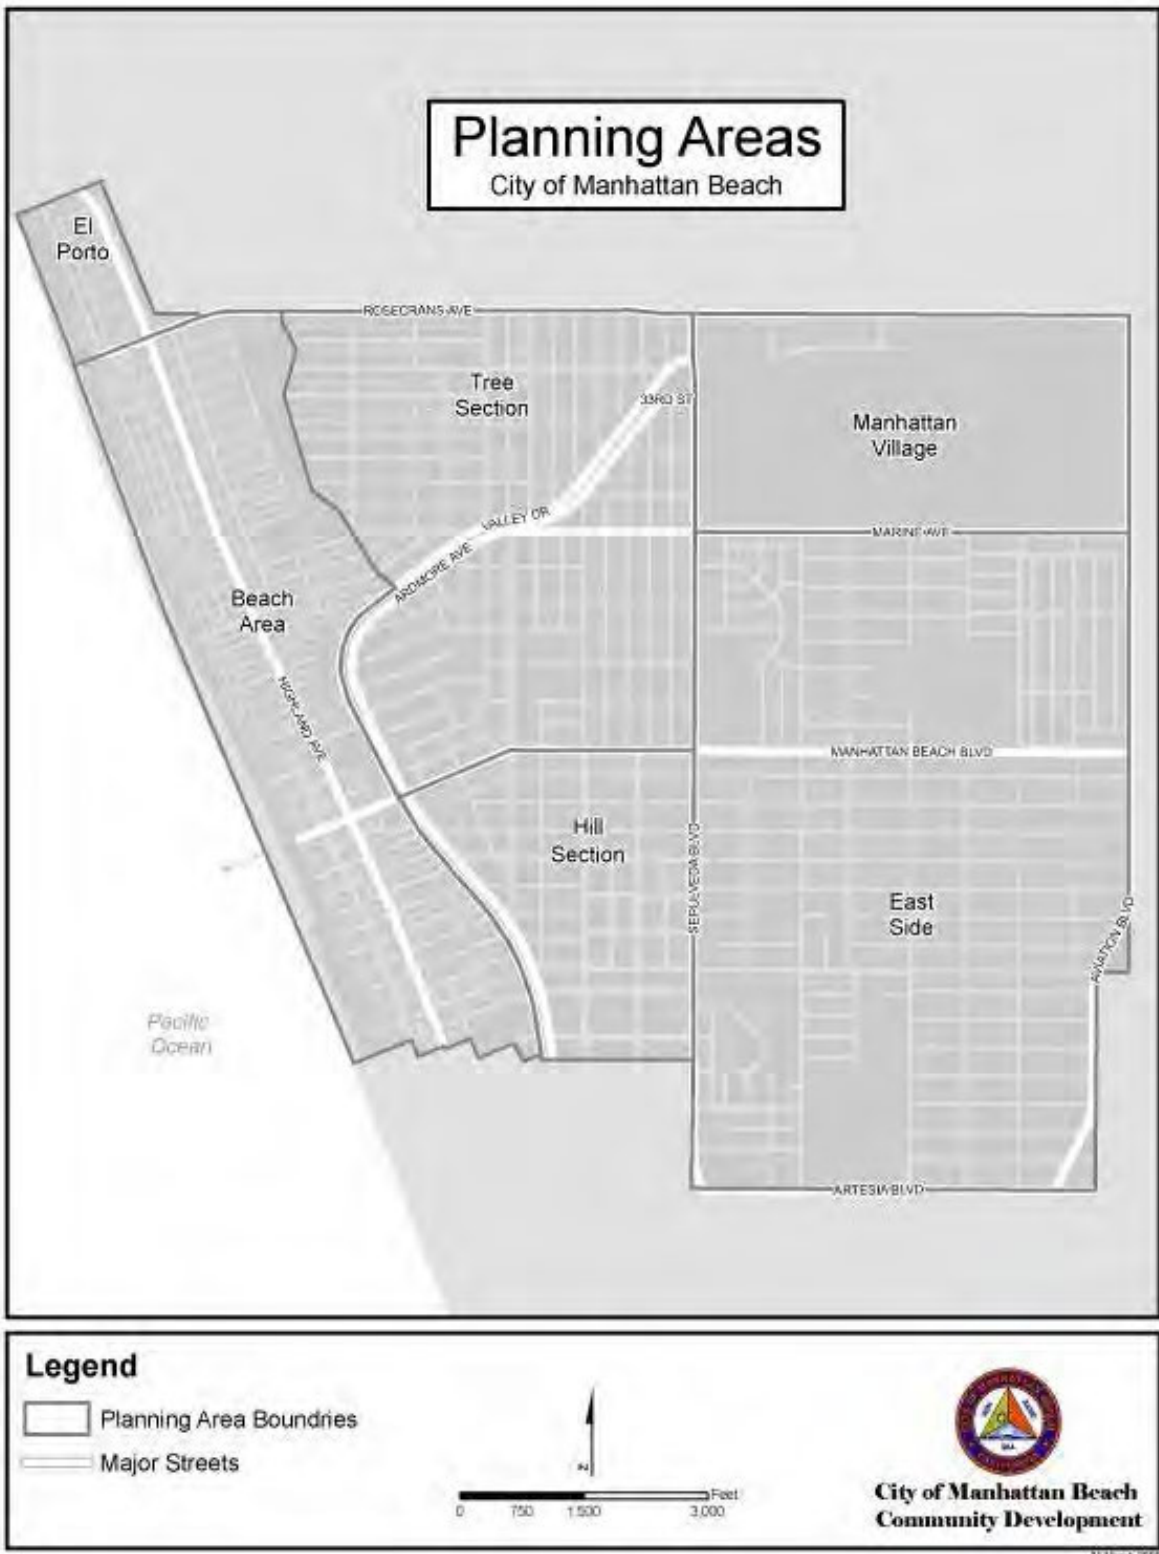 Planning Areas
City of Manhattan Beach
El
Porto
ROSECRANS AVE
Tree
Section
33RD ST
Manhattan
Village
VALLEY DR
MARINE AVE
ARDMORE AVE
Beach
Area
HIGHLAND AVE
MANHATTAN BEACH BLVD
Hill
Section
SEPULVEDA BLVD
East
Side
AVIATION BLVD
Pacific
Ocean
ARTESIA BLVD
Legend
Planning Area Boundries
Major Streets
N
Feet
0 750 1,500 3,000
City of Manhattan Beach
Community Development